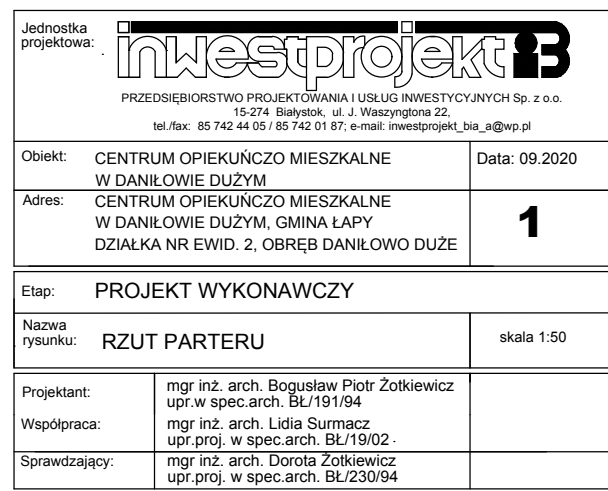 Jednostka
projektowa:
inwestprojekt iB
PRZEDSIĘBIORSTWO PROJEKTOWANIA I USŁUG INWESTYCYJNYCH Sp. z o.o.
15-274 Białystok, ul. J. Waszyngtona 22,
tel./fax: 85 742 44 05 / 85 742 01 87; e-mail: inwestprojekt_bia_a@wp.pl
Obiekt: CENTRUM OPIEKUŃCZO MIESZKALNE
W DANIŁOWIE DUŻYM
Data: 09.2020
Adres: CENTRUM OPIEKUŃCZO MIESZKALNE
W DANIŁOWIE DUŻYM, GMINA ŁAPY
DZIAŁKA NR EWID. 2, OBRĘB DANIŁOWO DUŻE
1
Etap: PROJEKT WYKONAWCZY
Nazwa
rysunku: RZUT PARTERU
skala 1:50
Projektant: mgr inż. arch. Bogusław Piotr Żotkiewicz
upr.w spec.arch. BŁ/191/94
Współpraca: mgr inż. arch. Lidia Surmacz
upr.proj. w spec.arch. BŁ/19/02
Sprawdzający: mgr inż. arch. Dorota Żotkiewicz
upr.proj. w spec.arch. BŁ/230/94